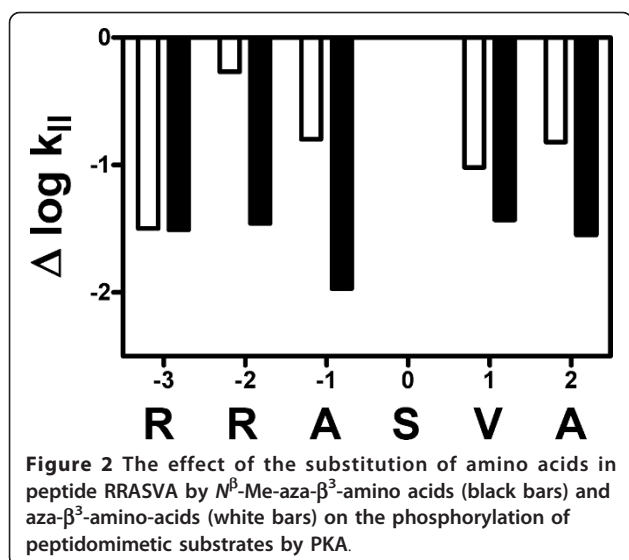 0
-1
-2
Δ log kII
-3 -2 -1 0 1 2
R R A S V A
Figure 2 The effect of the substitution of amino acids in
peptide RRASVA by Nβ-Me-aza-β3-amino acids (black bars) and
aza-β3-amino-acids (white bars) on the phosphorylation of
peptidomimetic substrates by PKA.